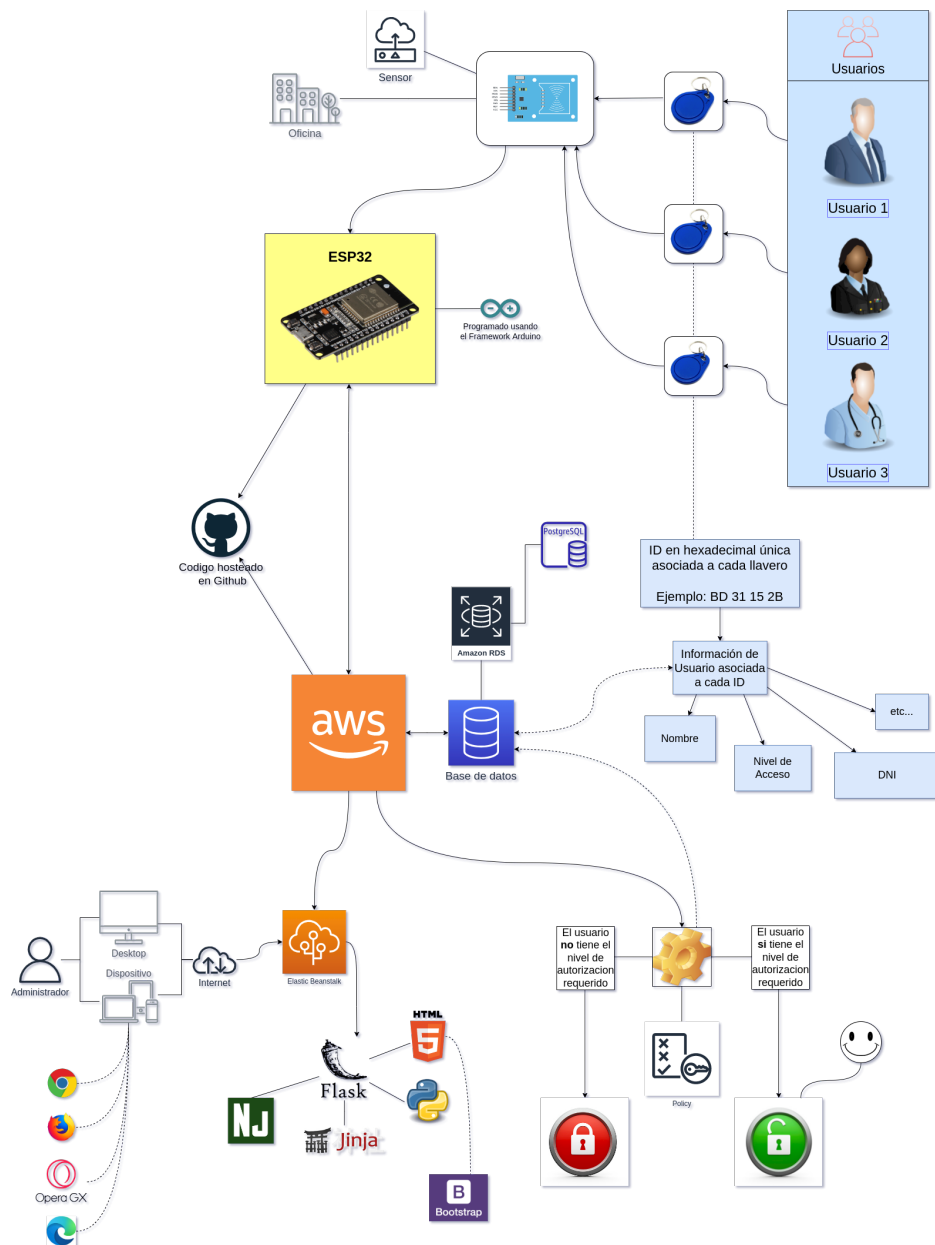 Sensor
Oficina
Usuarios
Usuario 1
Usuario 2
Usuario 3
ESP32
Programado usando
el Framework Arduino
Codigo hosteado
en Github
PostgreSQL
Amazon RDS
aws
Base de datos
ID en hexadecimal única
asociada a cada llavero
Ejemplo: BD 31 15 2B
Información de
Usuario asociada
a cada ID
Nombre
Nivel de
Acceso
DNI
etc...
Administrador
Desktop
Dispositivo
Internet
Elastic Beanstalk
El usuario
no tiene el
nivel de
autorizacion
requerido
El usuario
si tiene el
nivel de
autorizacion
requerido
Policy
Opera GX
HTML
5
Flask
NJ
Jinja
B
Bootstrap